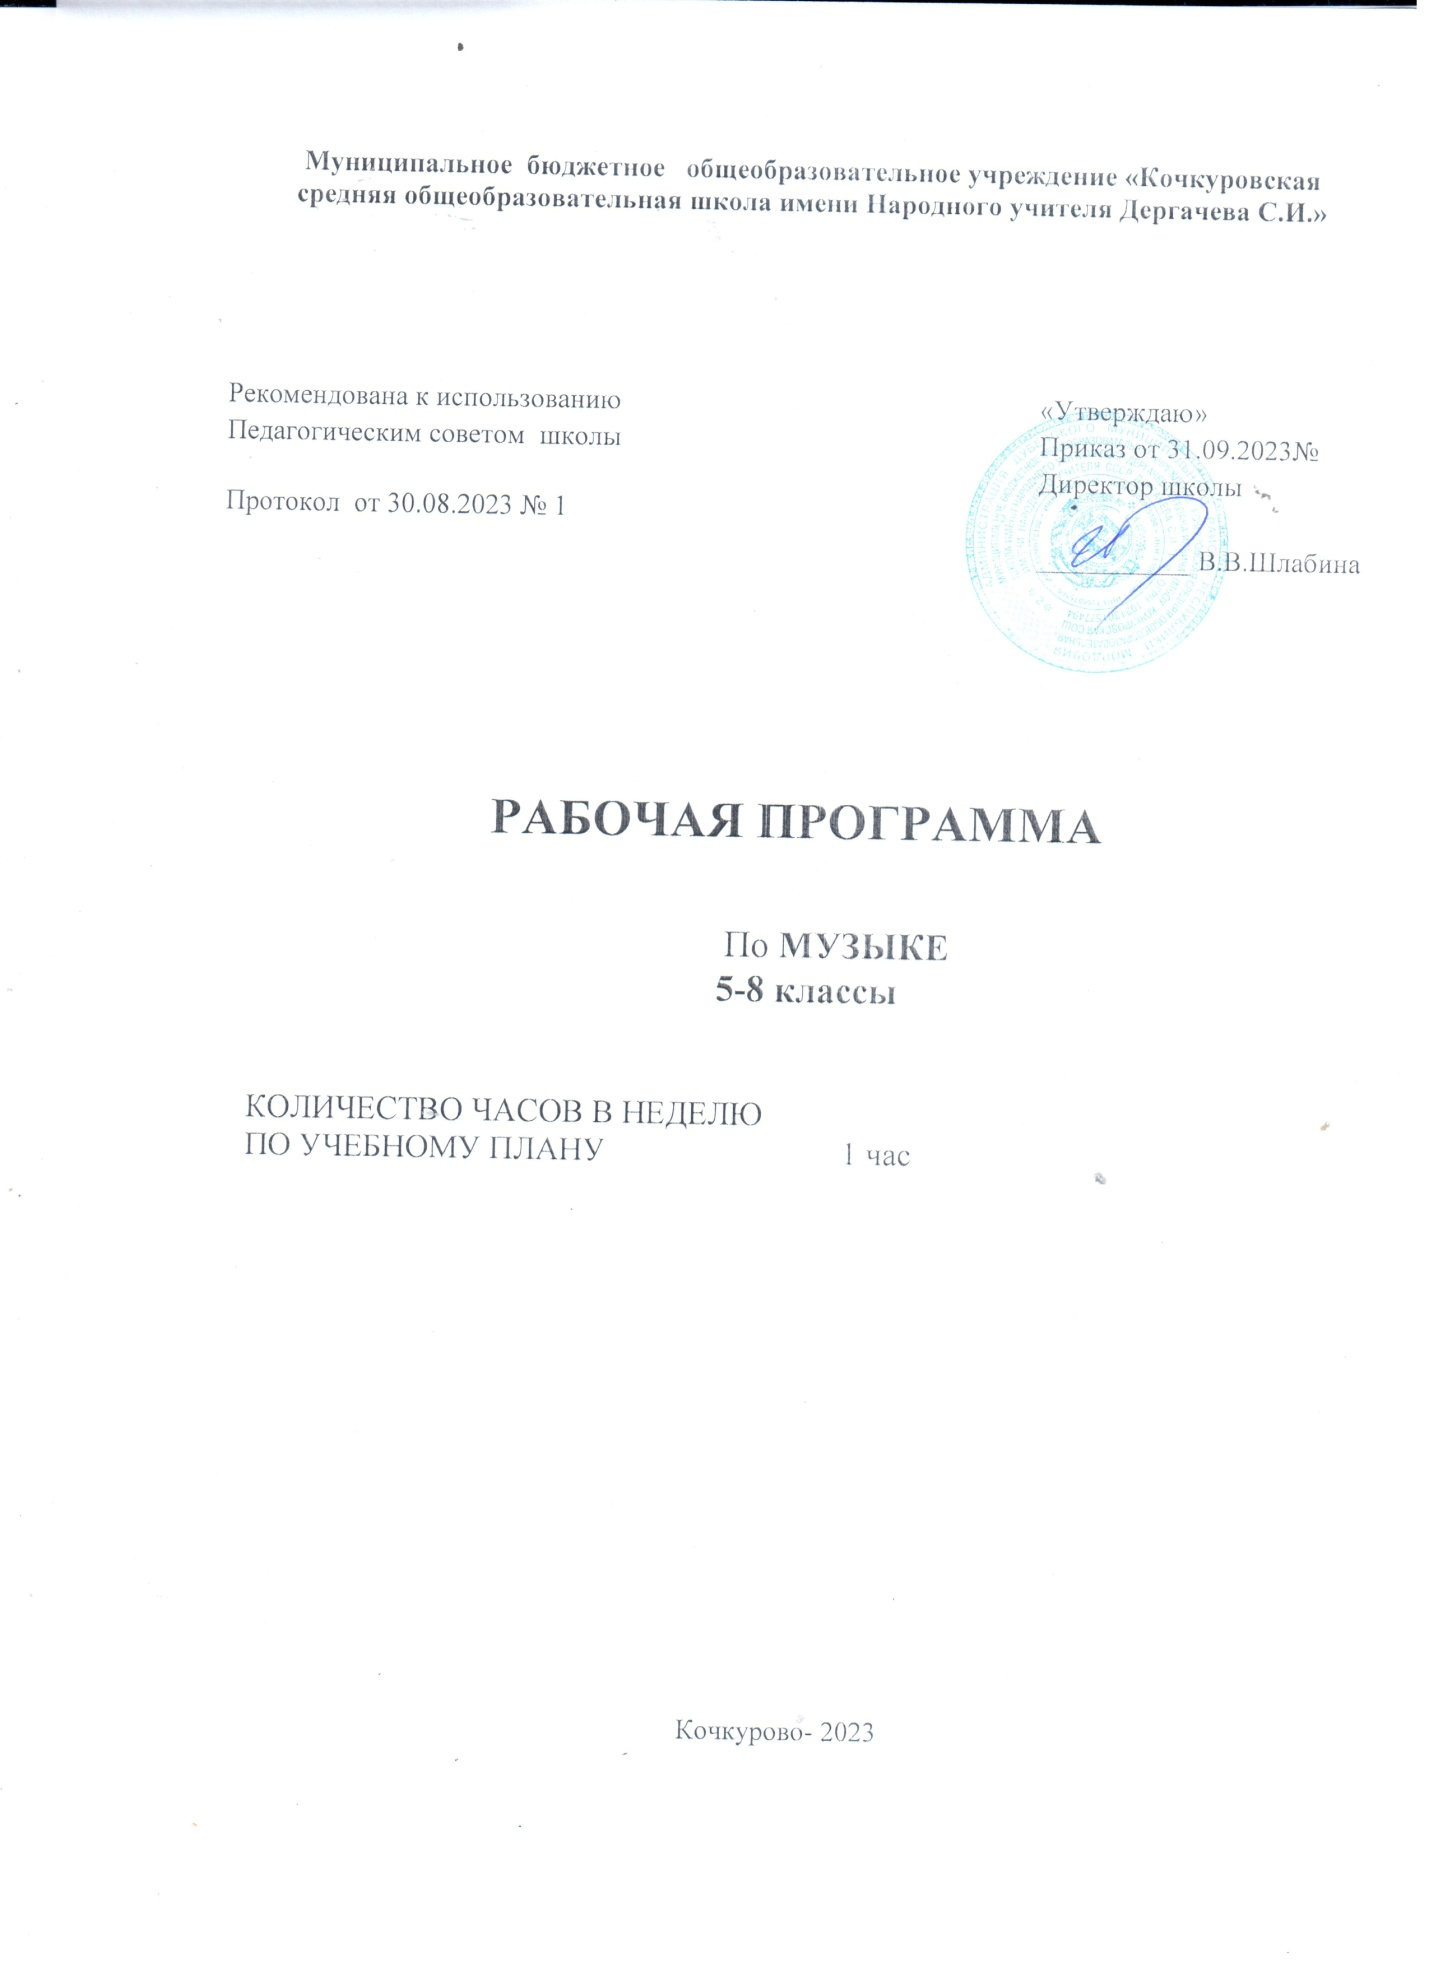 Муниципальное бюджетное общеобразовательное учреждение «Кочкуровская
средняя общеобразовательная школа имени Народного учителя Дергачева С.И.»
Рекомендована к использованию
Педагогическим советом школы
Протокол от 30.08.2023 № 1
«Утверждаю»
Приказ от 31.09.2023№
Директор школы
____________ В.В.Шлабина
РАБОЧАЯ ПРОГРАММА
По МУЗЫКЕ
5-8 классы
КОЛИЧЕСТВО ЧАСОВ В НЕДЕЛЮ
ПО УЧЕБНОМУ ПЛАНУ 1 час
Кочкурово- 2023